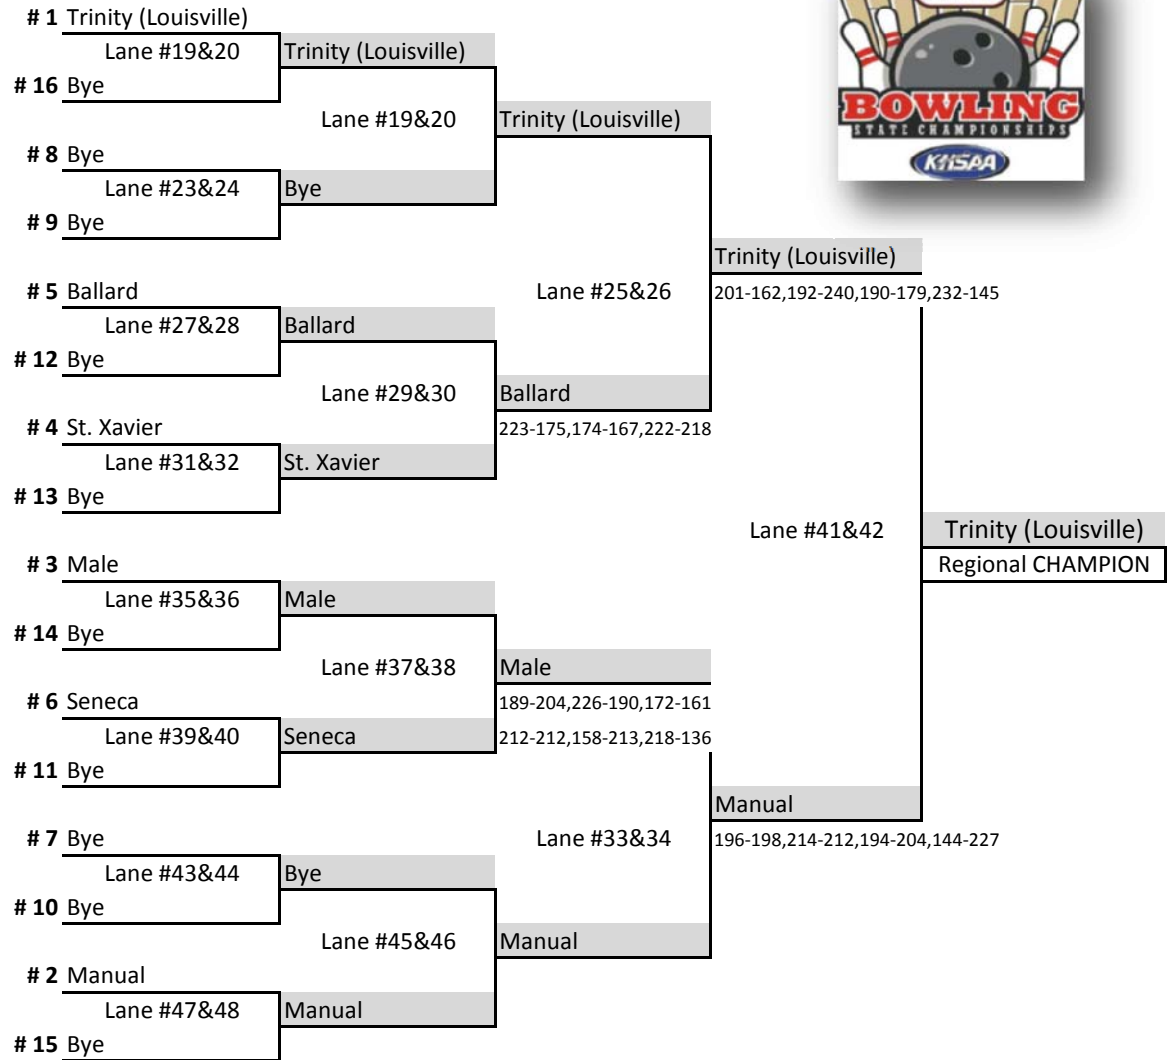 # 1 Trinity (Louisville)
Lane #19&20
Trinity (Louisville)
# 16 Bye
Lane #19&20
Trinity (Louisville)
BOWLING
STATE CHAMPIONSHIPS
KHSAA
# 8 Bye
Lane #23&24
Bye
# 9 Bye
Trinity (Louisville)
# 5 Ballard
Lane #25&26
201-162,192-240,190-179,232-145
Lane #27&28
Ballard
# 12 Bye
Lane #29&30
Ballard
# 4 St. Xavier
223-175,174-167,222-218
Lane #31&32
St. Xavier
# 13 Bye
Lane #41&42
Trinity (Louisville)
# 3 Male
Regional CHAMPION
Lane #35&36
Male
# 14 Bye
Lane #37&38
Male
# 6 Seneca
189-204,226-190,172-161
Lane #39&40
Seneca
212-212,158-213,218-136
# 11 Bye
Manual
# 7 Bye
Lane #33&34
196-198,214-212,194-204,144-227
Lane #43&44
Bye
# 10 Bye
Lane #45&46
Manual
# 2 Manual
Lane #47&48
Manual
# 15 Bye